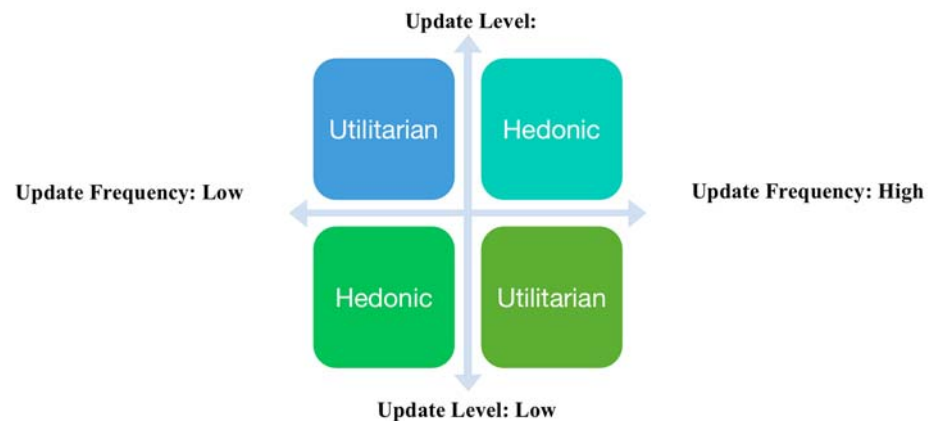 Update Level:
Utilitarian
Hedonic
Update Frequency: Low
Update Frequency: High
Hedonic
Utilitarian
Update Level: Low